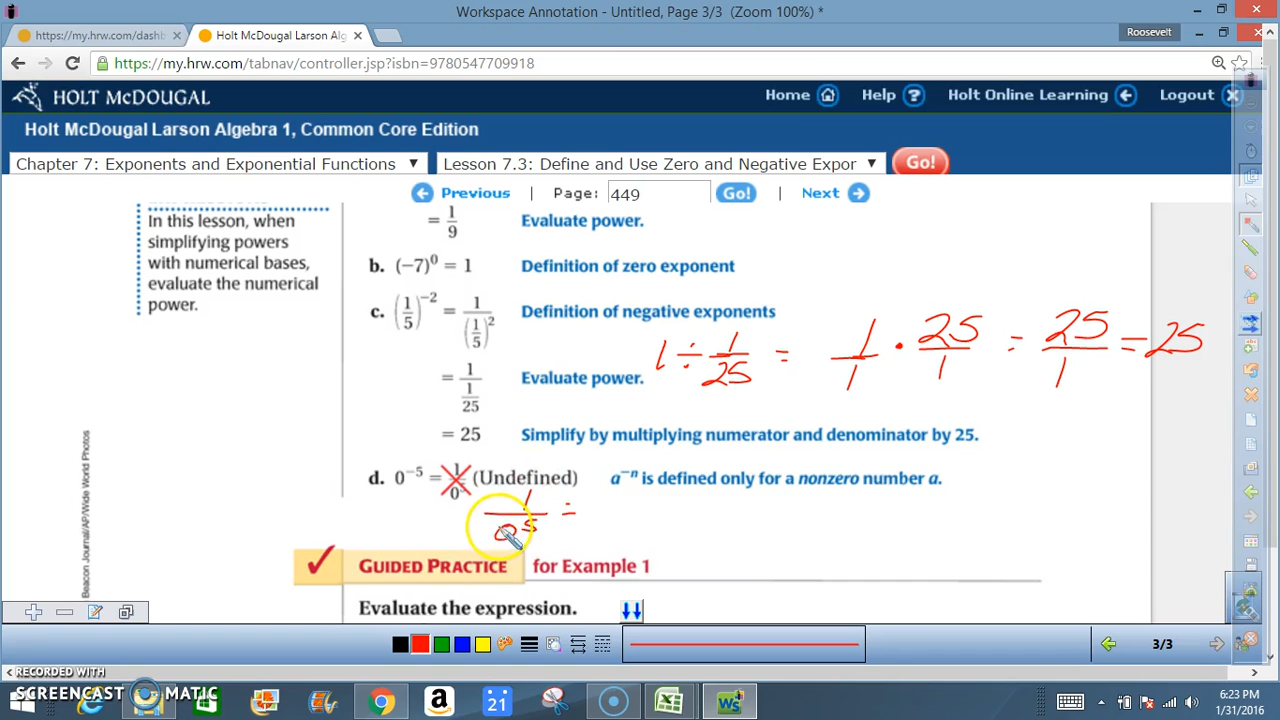 Workspace Annotation - Untitled, Page 3/3 (Zoom 100%) *
https://my.hrw.com/dashb
Holt McDougal Larson Alg
Roosevelt
https://my.hrw.com/tabnav/controller.jsp?isbn=9780547709918
HOLT MCDOUGAL
Home
Help ?
Holt Online Learning
Logout
Holt McDougal Larson Algebra 1, Common Core Edition
Chapter 7: Exponents and Exponential Functions
Lesson 7.3: Define and Use Zero and Negative Expor
Go!
Previous | Page: 449 Go! | Next
In this lesson, when
simplifying powers
with numerical bases,
evaluate the numerical
power.
= 1/9 Evaluate power.
b. (−7)⁰ = 1 Definition of zero exponent
c. (1/5)⁻² = 1/(1/5)² Definition of negative exponents
1 ÷ 1/25 = 1/1 · 25/1 = 25/1 = 25
= 1/(1/25) Evaluate power.
= 25 Simplify by multiplying numerator and denominator by 25.
d. 0⁻⁵ = 1/0 (Undefined) a⁻ⁿ is defined only for a nonzero number a.
1/0⁵ =
Beacon Journal/AP/Wide World Photos
GUIDED PRACTICE for Example 1
Evaluate the expression.
3/3
RECORDED WITH
SCREENCAST MATIC
21
6:23 PM
1/31/2016